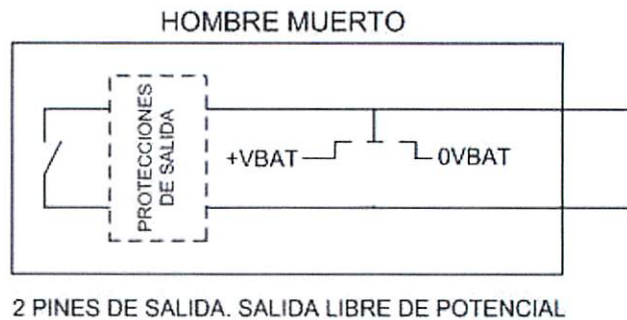 HOMBRE MUERTO
PROTECCIONES
DE SALIDA
+VBAT
0VBAT
2 PINES DE SALIDA. SALIDA LIBRE DE POTENCIAL